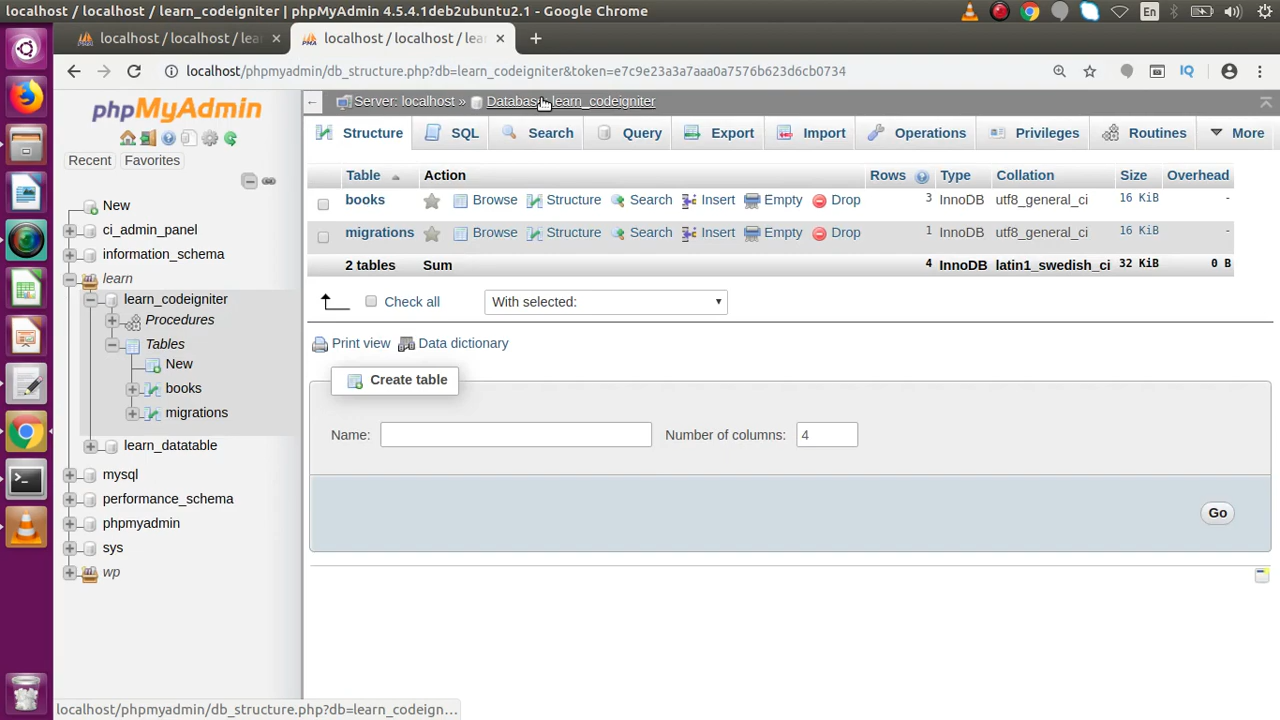 localhost / localhost / learn_codeigniter | phpMyAdmin 4.5.4.1deb2ubuntu2.1 - Google Chrome
En
localhost / localhost / lear
localhost / localhost / lea
localhost/phpmyadmin/db_structure.php?db=learn_codeigniter&token=e7c9e23a3a7aaa0a7576b623d6cb0734
IQ
phpMyAdmin
Recent Favorites
New
ci_admin_panel
information_schema
learn
learn_codeigniter
Procedures
Tables
New
books
migrations
learn_datatable
mysql
performance_schema
phpmyadmin
sys
wp
Server: localhost » Database: learn_codeigniter
Structure SQL Search Query Export Import Operations Privileges Routines More
Table Action Rows Type Collation Size Overhead
books Browse Structure Search Insert Empty Drop 3 InnoDB utf8_general_ci 16 KiB -
migrations Browse Structure Search Insert Empty Drop 1 InnoDB utf8_general_ci 16 KiB -
2 tables Sum 4 InnoDB latin1_swedish_ci 32 KiB 0 B
Check all With selected:
Print view Data dictionary
Create table
Name: Number of columns: 4
Go
localhost/phpmyadmin/db_structure.php?db=learn_codeign...